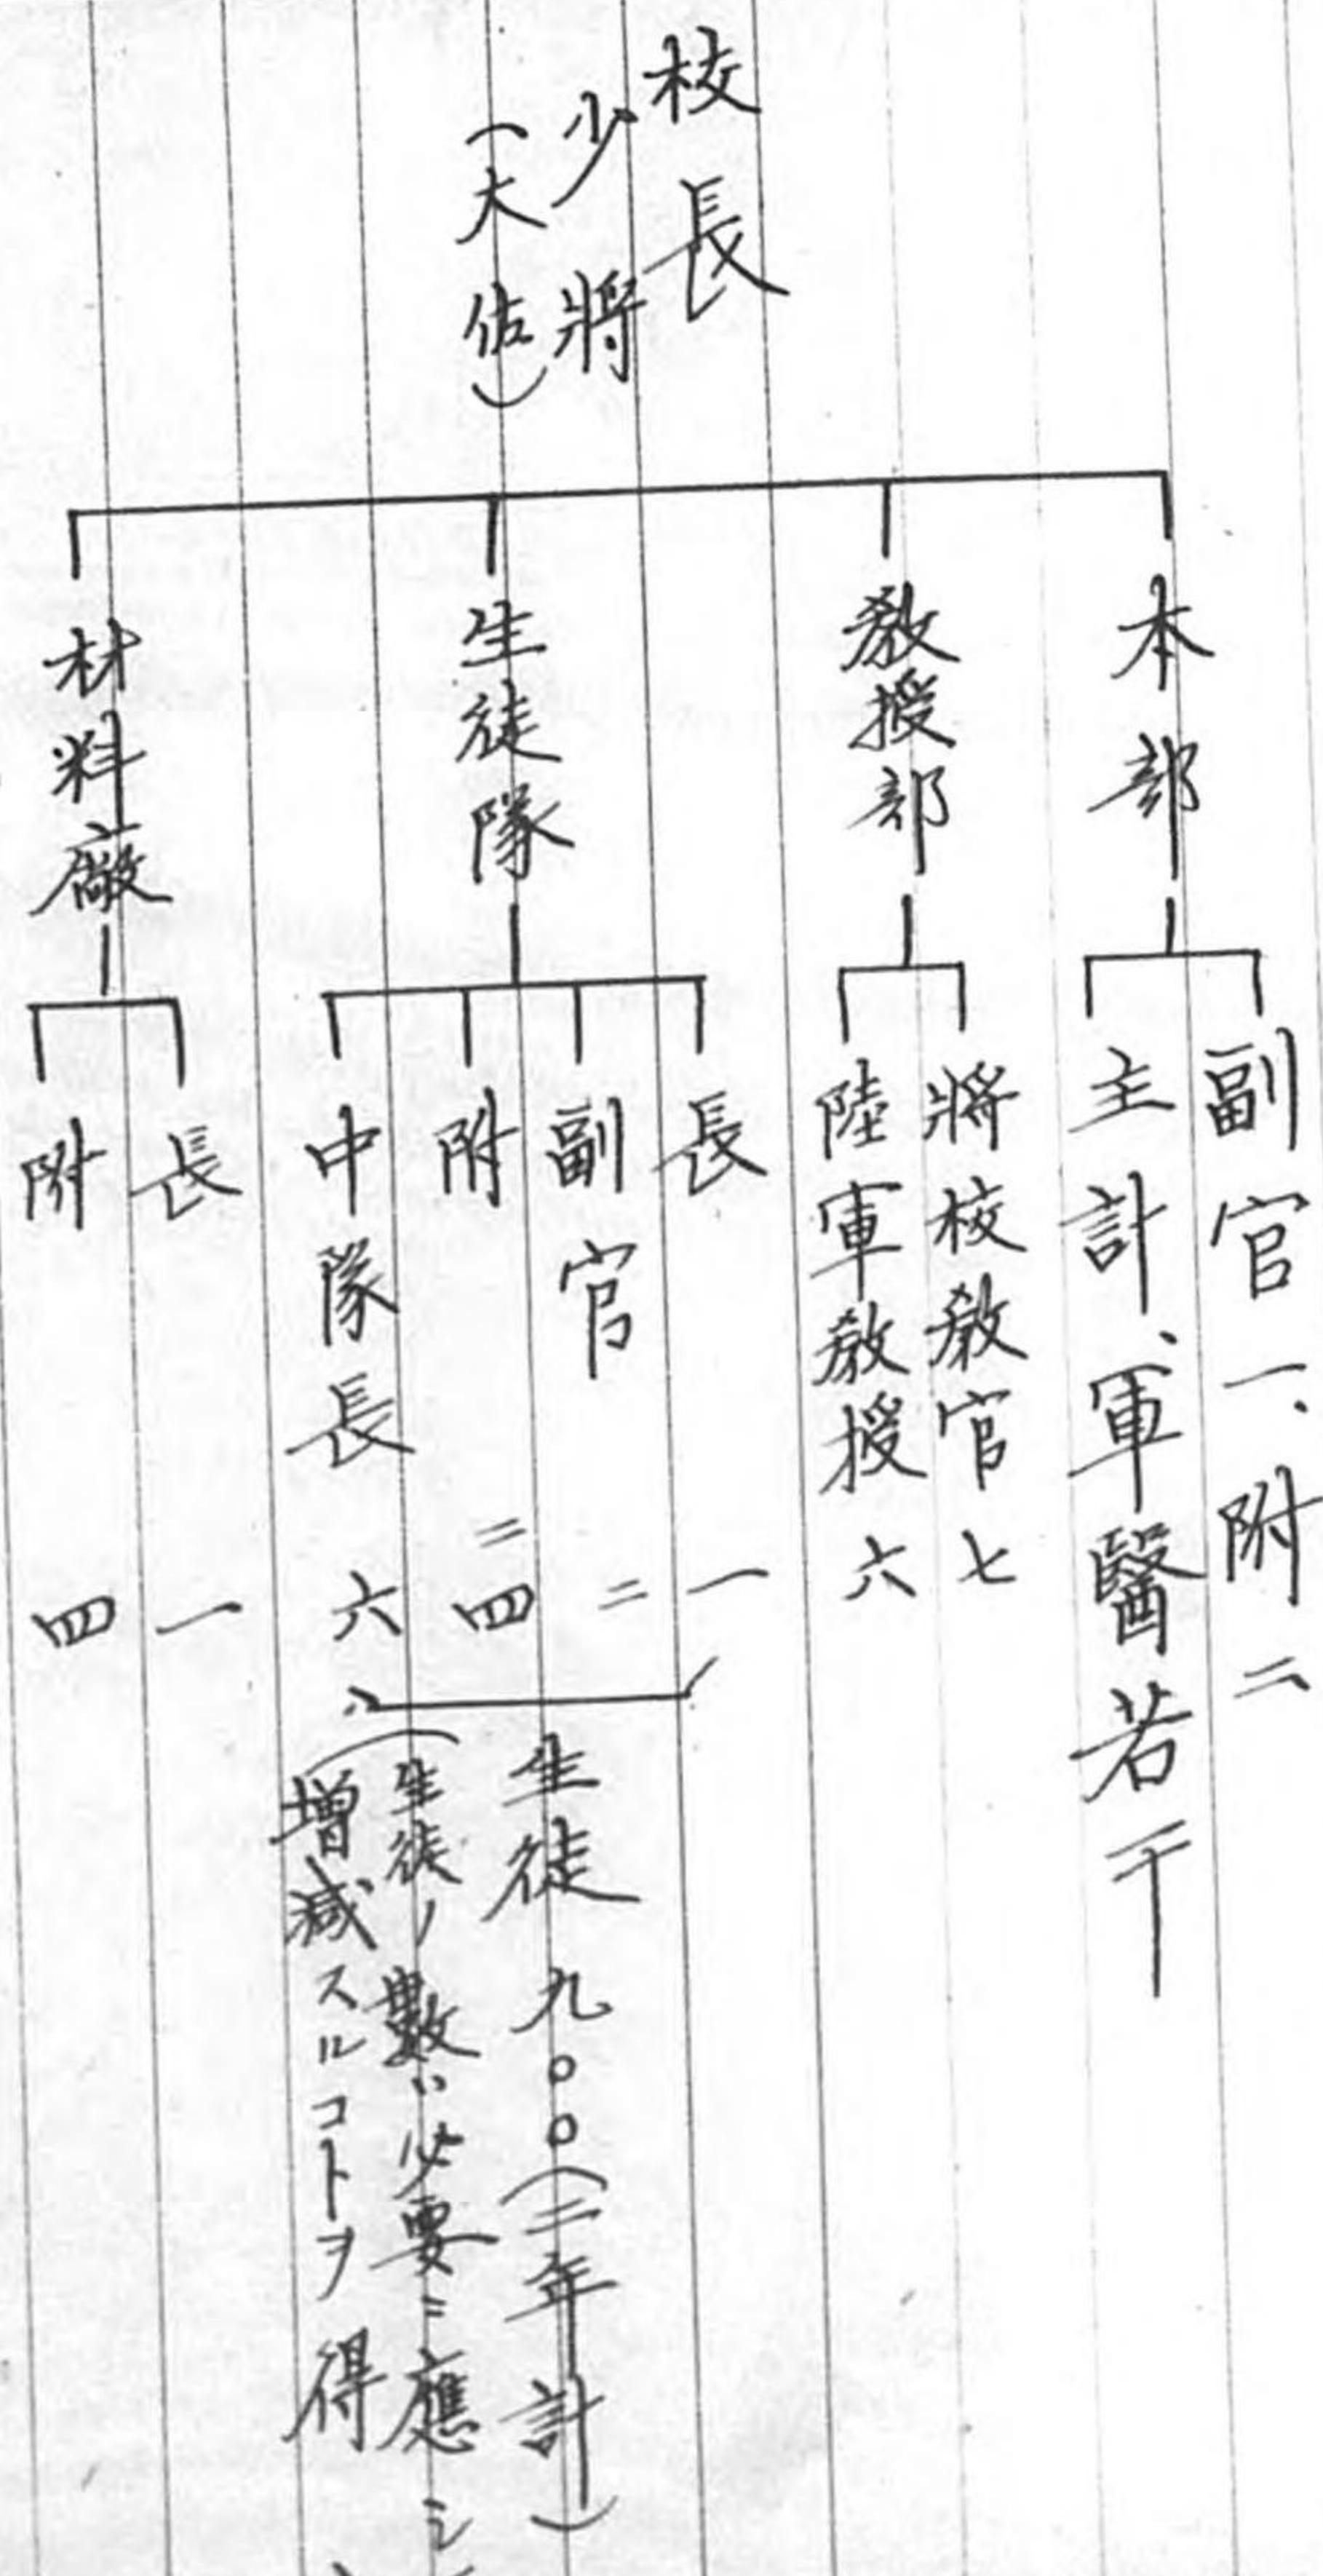 校長
少將
(大佐)
本部
副官一、附二
主計、軍醫若干
教授部
將校教官七
陸軍教授六
生徒隊
長一
副官二
附二四
中隊長六
生徒九〇〇(二年計)
(生徒ノ數ハ必要ニ應シ
增減スルコトヲ得
材料廠
長一
附四